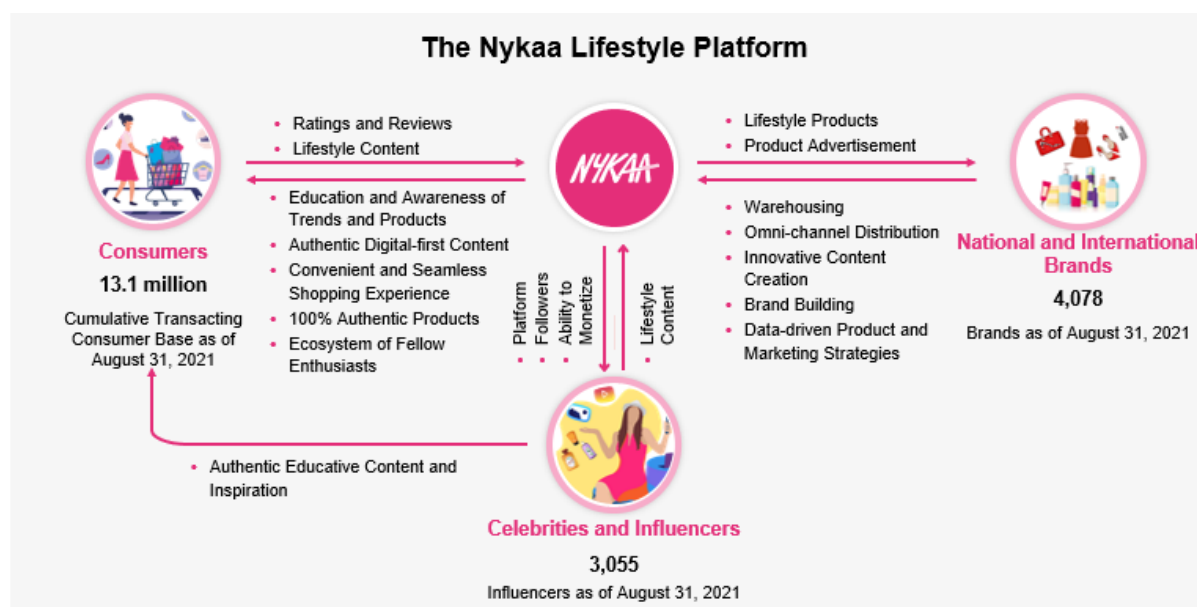 The Nykaa Lifestyle Platform
Ratings and Reviews
Lifestyle Content
Education and Awareness of
Trends and Products
Authentic Digital-first Content
Convenient and Seamless
Shopping Experience
100% Authentic Products
Ecosystem of Fellow
Enthusiasts
Consumers
13.1 million
Cumulative Transacting
Consumer Base as of
August 31, 2021
NYKAA
Platform
Followers
Ability to
Monetize
Lifestyle
Content
Lifestyle Products
Product Advertisement
Warehousing
Omni-channel Distribution
Innovative Content
Creation
Brand Building
Data-driven Product and
Marketing Strategies
National and International
Brands
4,078
Brands as of August 31, 2021
Authentic Educative Content and
Inspiration
Celebrities and Influencers
3,055
Influencers as of August 31, 2021